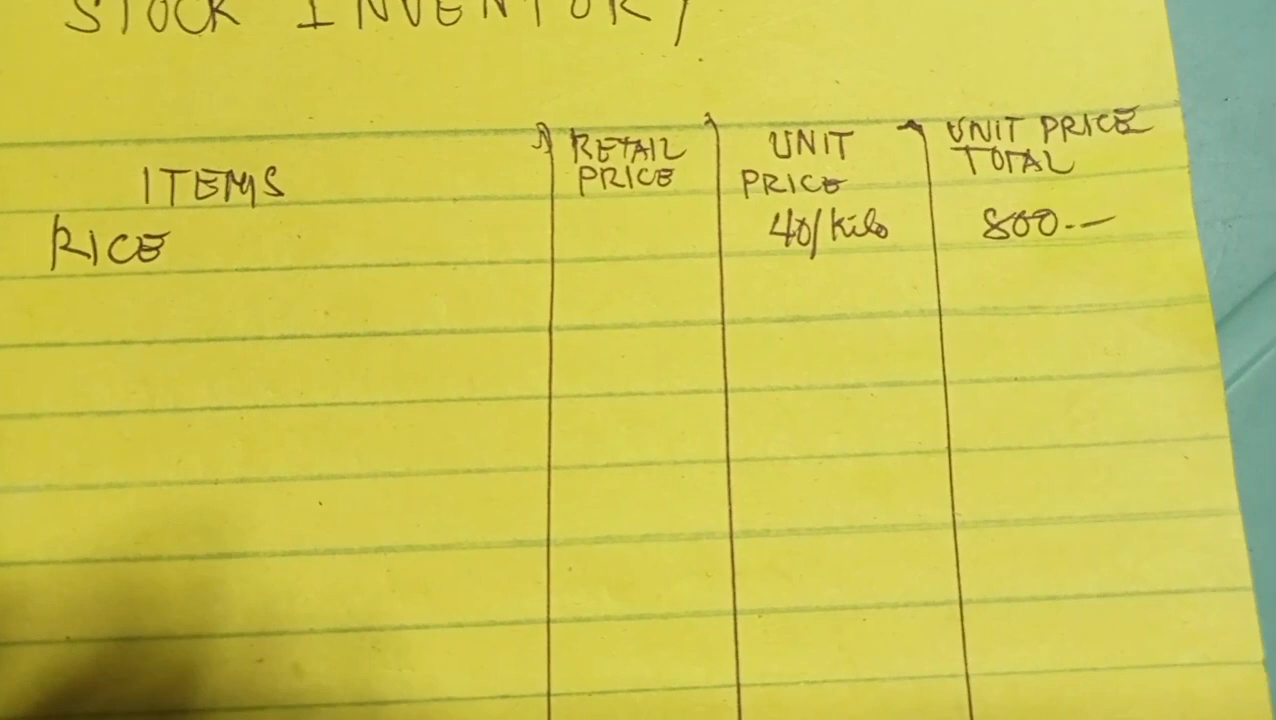 STOCK INVENTORY
ITEMS
RETAIL
PRICE
UNIT
PRICE
UNIT PRICE
TOTAL
RICE
40/Kilo
800.-